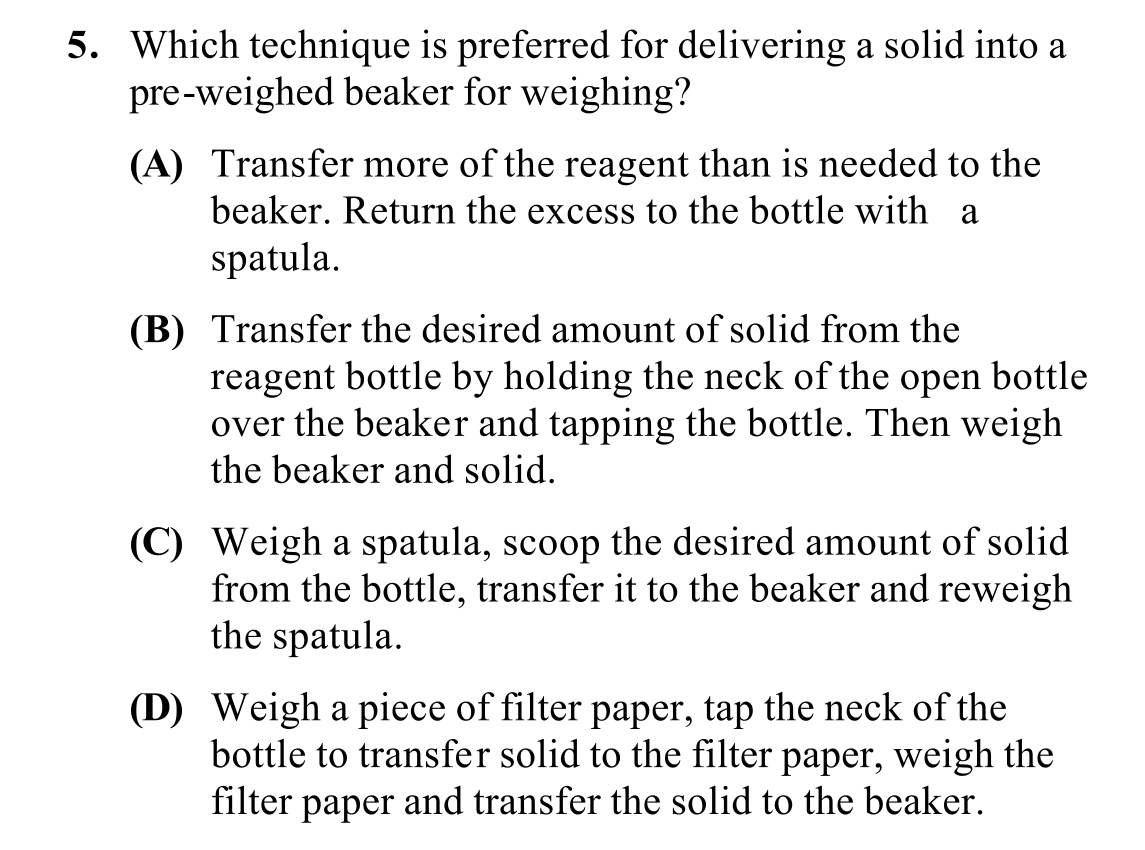 5. Which technique is preferred for delivering a solid into a
pre-weighed beaker for weighing?
(A) Transfer more of the reagent than is needed to the
beaker. Return the excess to the bottle with a
spatula.
(B) Transfer the desired amount of solid from the
reagent bottle by holding the neck of the open bottle
over the beaker and tapping the bottle. Then weigh
the beaker and solid.
(C) Weigh a spatula, scoop the desired amount of solid
from the bottle, transfer it to the beaker and reweigh
the spatula.
(D) Weigh a piece of filter paper, tap the neck of the
bottle to transfer solid to the filter paper, weigh the
filter paper and transfer the solid to the beaker.